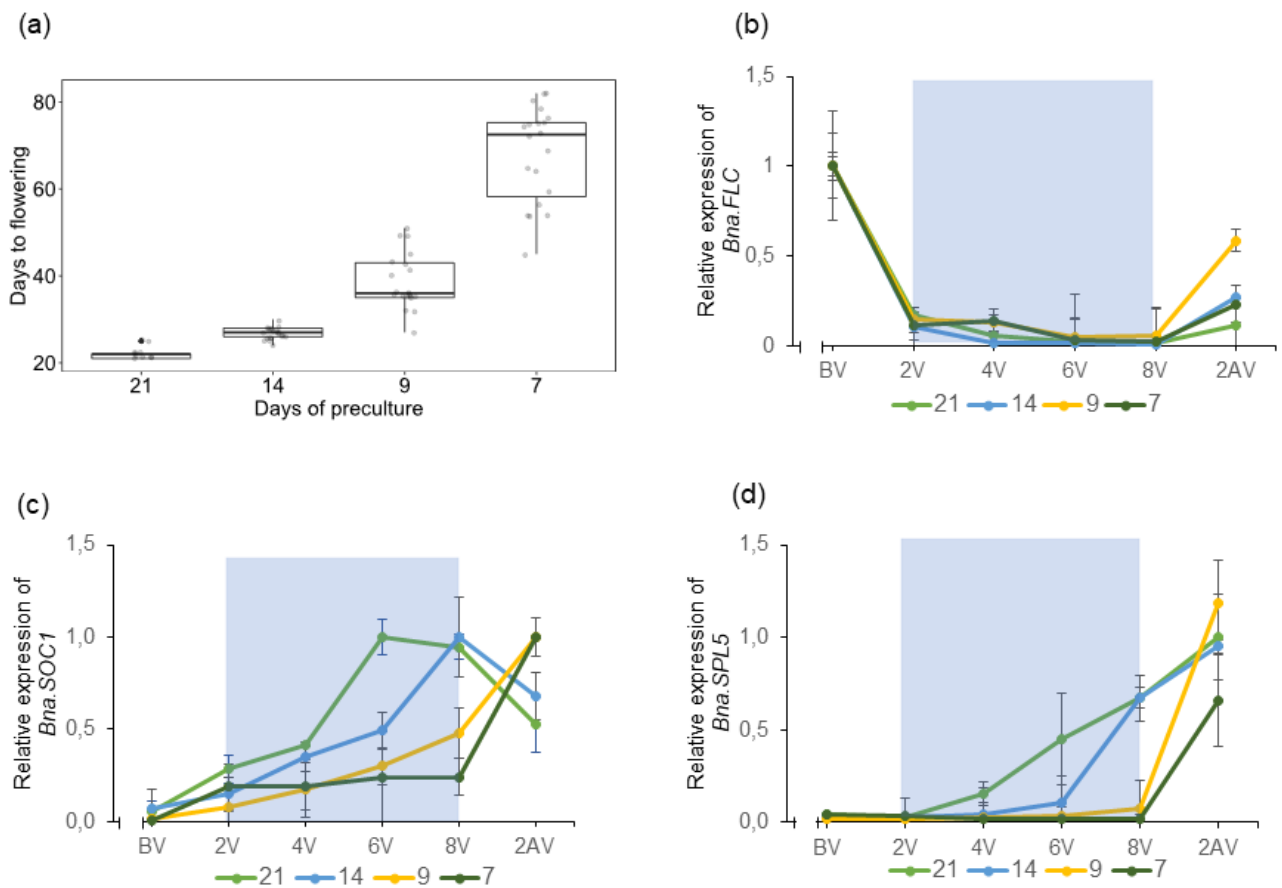 (a)
Days to flowering
80
60
40
20
21 14 9 7
Days of preculture
(b)
Relative expression of
Bna.FLC
1,5
1
0,5
0
BV 2V 4V 6V 8V 2AV
21 14 9 7
(c)
Relative expression of
Bna.SOC1
1,5
1,0
0,5
0,0
BV 2V 4V 6V 8V 2AV
21 14 9 7
(d)
Relative expression of
Bna.SPL5
1,5
1,0
0,5
0,0
BV 2V 4V 6V 8V 2AV
21 14 9 7